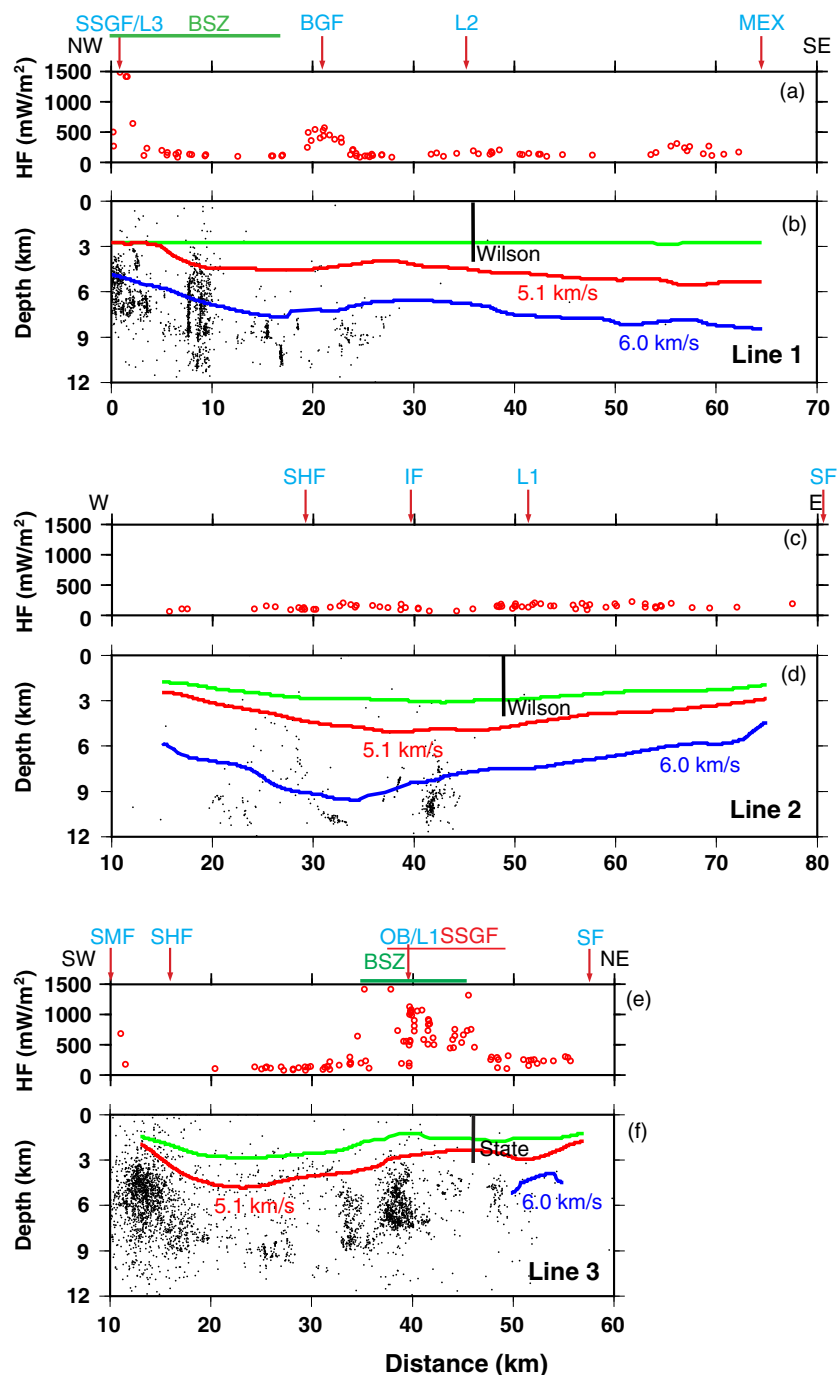 SSGF/L3 BSZ BGF L2 MEX
NW SE
1500
1000
500
0
HF (mW/m²)
(a)
0
3
6
9
12
Depth (km)
(b)
Wilson
5.1 km/s
6.0 km/s
Line 1
0 10 20 30 40 50 60 70
SHF IF L1 SF
W E
1500
1000
500
0
HF (mW/m²)
(c)
0
3
6
9
12
Depth (km)
(d)
Wilson
5.1 km/s
6.0 km/s
Line 2
10 20 30 40 50 60 70 80
SMF SHF OB/L1 SSGF SF
SW BSZ NE
1500
1000
500
0
HF (mW/m²)
(e)
0
3
6
9
12
Depth (km)
(f)
State
5.1 km/s
6.0 km/s
Line 3
10 20 30 40 50 60
Distance (km)